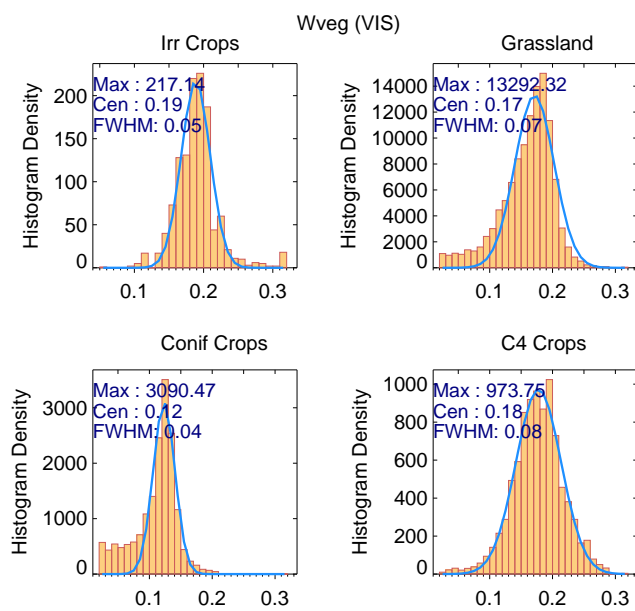 Wveg (VIS)
Irr Crops
Grassland
Max : 217.14
Cen : 0.19
FWHM: 0.05
Histogram Density
200
150
100
50
0
0.1 0.2 0.3
Max : 13292.32
Cen : 0.17
FWHM: 0.07
Histogram Density
14000
12000
10000
8000
6000
4000
2000
0
0.1 0.2 0.3
Conif Crops
C4 Crops
Max : 3090.47
Cen : 0.12
FWHM: 0.04
Histogram Density
3000
2000
1000
0
0.1 0.2 0.3
Max : 973.75
Cen : 0.18
FWHM: 0.08
Histogram Density
1000
800
600
400
200
0
0.1 0.2 0.3